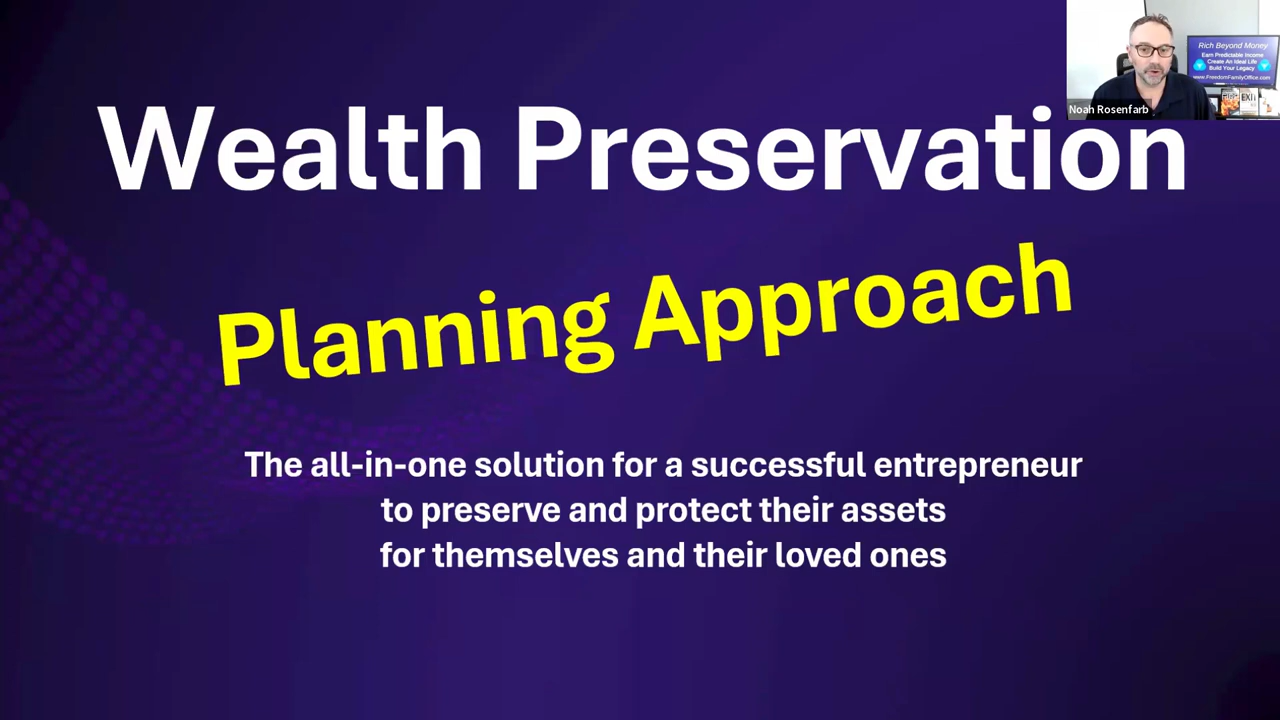 Wealth Preservation
Planning Approach
The all-in-one solution for a successful entrepreneur
to preserve and protect their assets
for themselves and their loved ones
Rich Beyond Money
Earn Predictable Income
Create An Ideal Life
Build Your Legacy
www.FreedomFamilyOffice.com
EXIT
Noah Rosenfarb